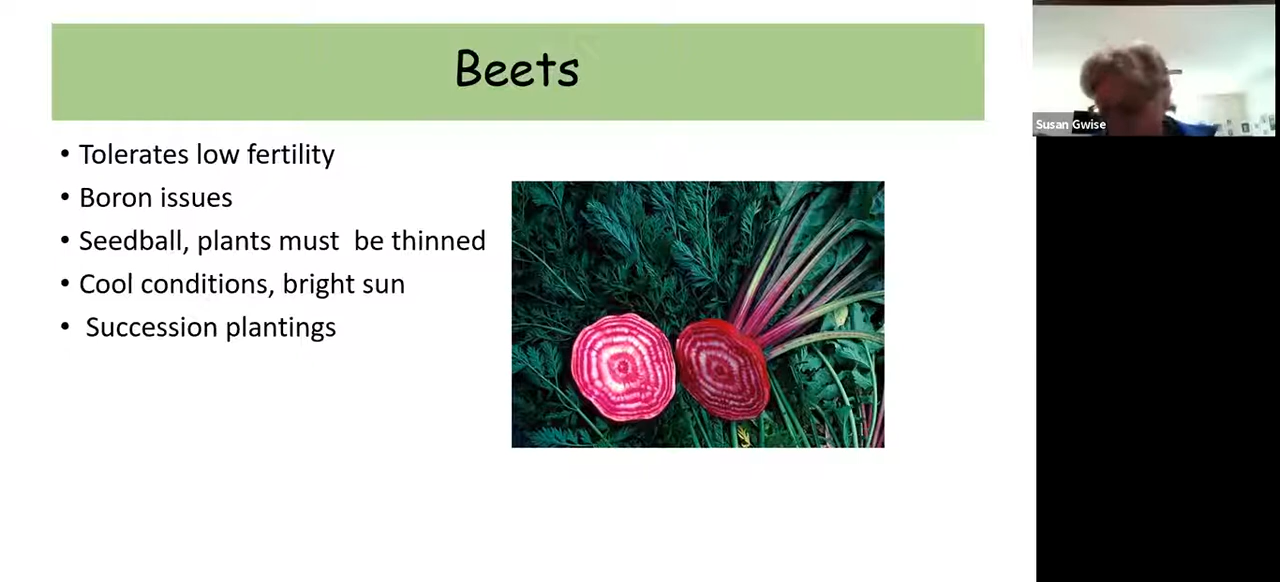 Beets
• Tolerates low fertility
• Boron issues
• Seedball, plants must  be thinned
• Cool conditions, bright sun
•  Succession plantings
Susan Gwise